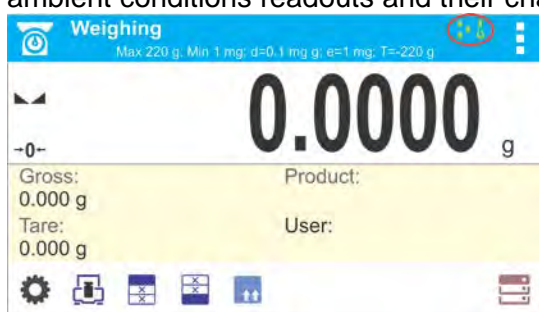 ambient conditions readouts and their cha
Weighing
Max 220 g: Min 1 mg: d=0.1 mg g: e=1 mg: T=-220 g
→0←
0.0000 g
Gross:
0.000 g
Product:
Tare:
0.000 g
User: